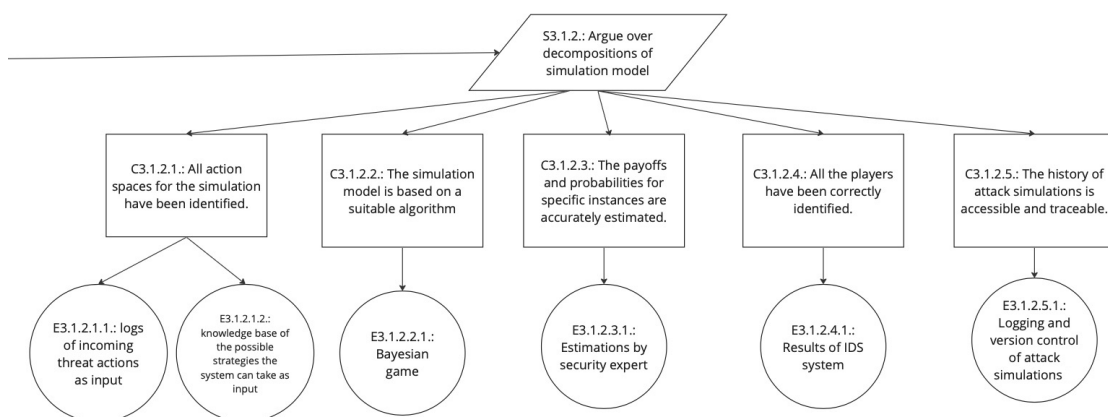 S3.1.2.: Argue over
decompositions of
simulation model
C3.1.2.1.: All action
spaces for the simulation
have been identified.
C3.1.2.2.: The simulation
model is based on a
suitable algorithm
C3.1.2.3.: The payoffs
and probabilities for
specific instances are
accurately estimated.
C3.1.2.4.: All the players
have been correctly
identified.
C3.1.2.5.: The history of
attack simulations is
accessible and traceable.
E3.1.2.1.1.: logs
of incoming
threat actions
as input
E3.1.2.1.2.:
knowledge base of
the possible
strategies the
system can take as
input
E3.1.2.2.1.:
Bayesian
game
E3.1.2.3.1.:
Estimations by
security expert
E3.1.2.4.1.:
Results of IDS
system
E3.1.2.5.1.:
Logging and
version control
of attack
simulations